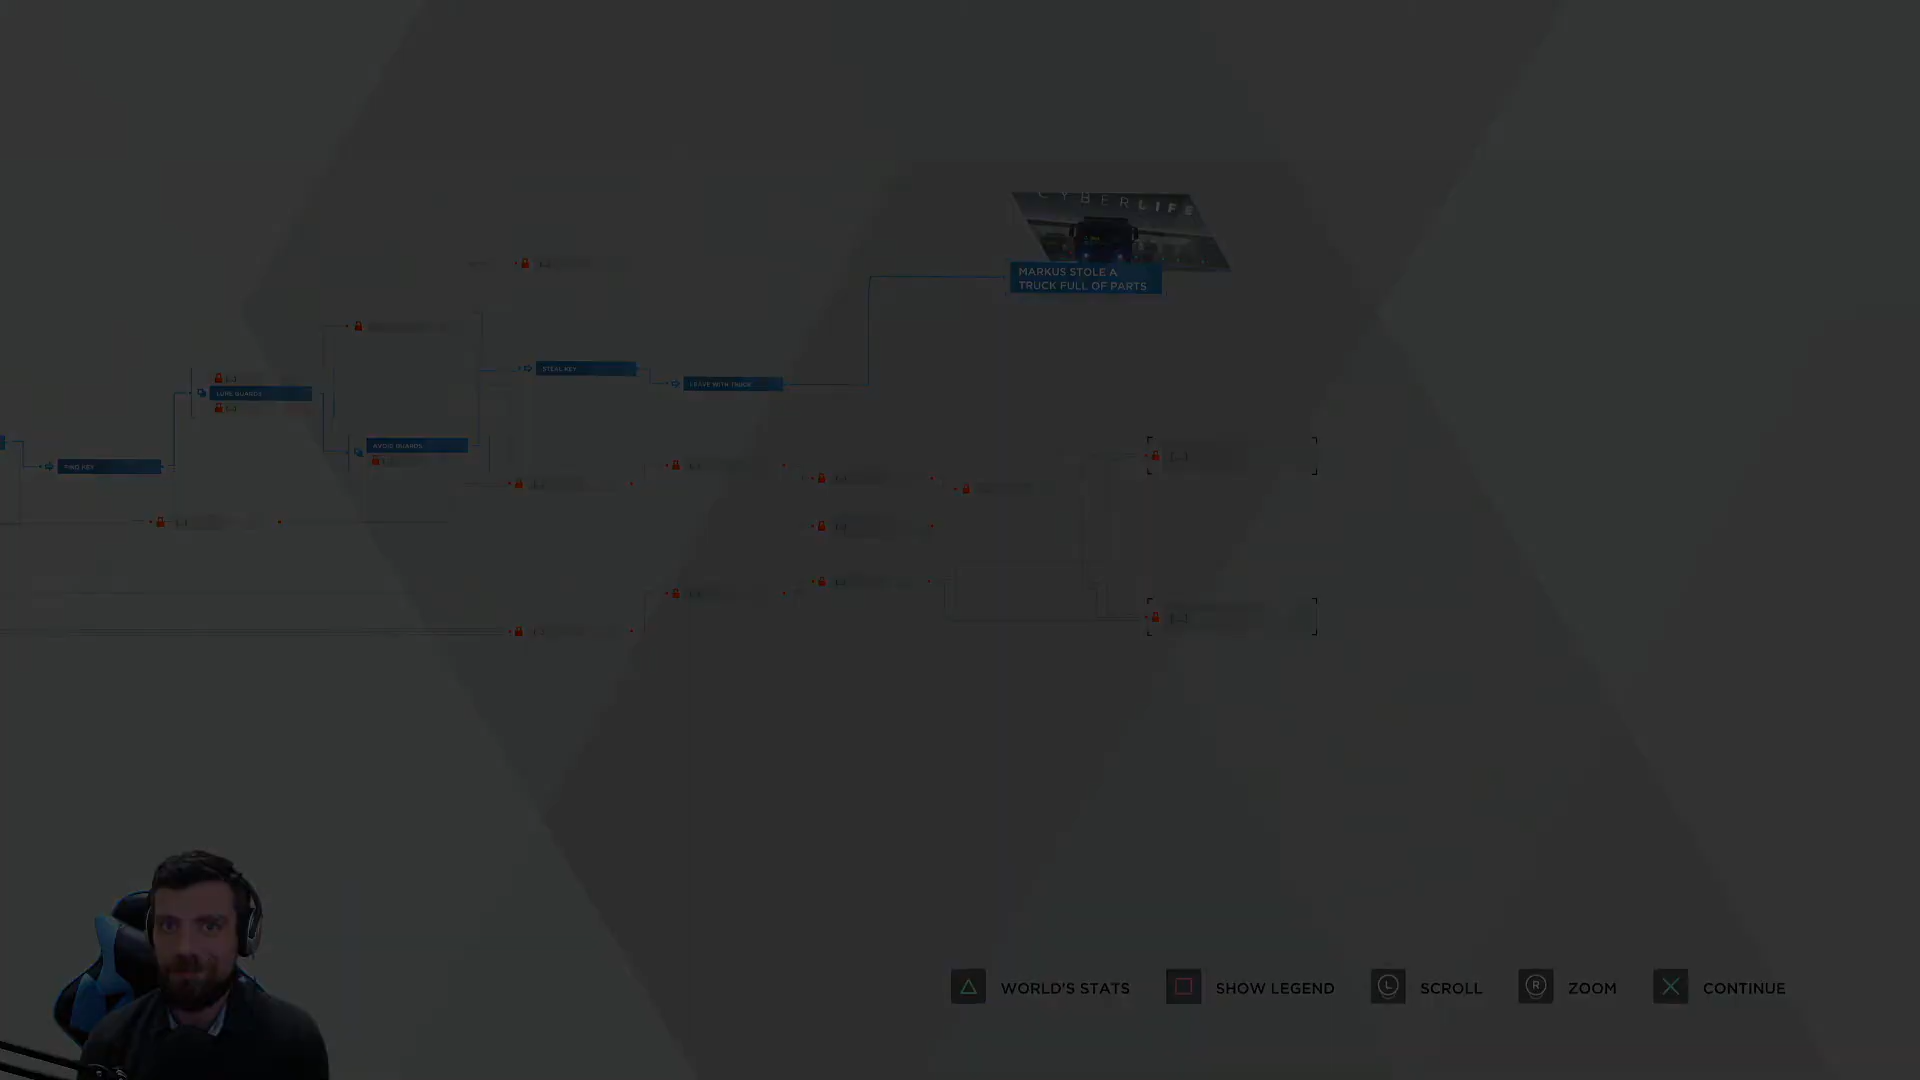 CYBERLIFE
MARKUS STOLE A
TRUCK FULL OF PARTS
STEAL KEY
LEAVE WITH TRUCK
LURE GUARDS
AVOID GUARDS
FIND KEY
WORLD'S STATS
SHOW LEGEND
L
SCROLL
R
ZOOM
CONTINUE